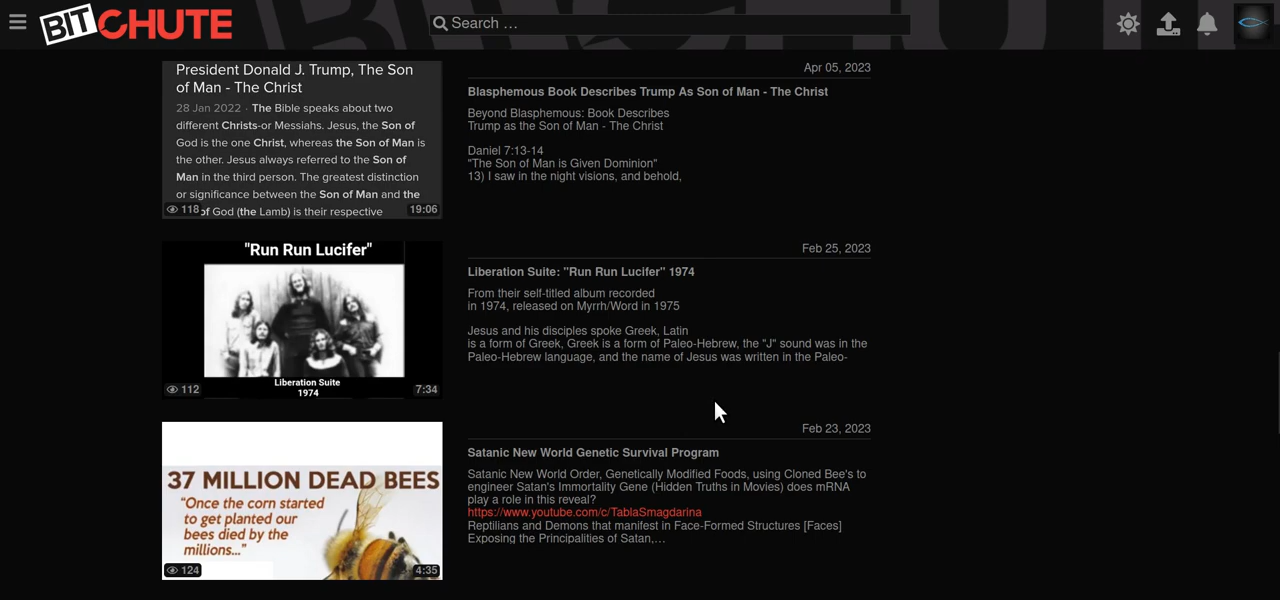 BITCHUTE
Search ...
President Donald J. Trump, The Son
of Man - The Christ
28 Jan 2022 · The Bible speaks about two
different Christs-or Messiahs. Jesus, the Son of
God is the one Christ, whereas the Son of Man is
the other. Jesus always referred to the Son of
Man in the third person. The greatest distinction
or significance between the Son of Man and the
of God (the Lamb) is their respective
118
19:06
Apr 05, 2023
Blasphemous Book Describes Trump As Son of Man - The Christ
Beyond Blasphemous: Book Describes
Trump as the Son of Man - The Christ
Daniel 7:13-14
"The Son of Man is Given Dominion"
13) I saw in the night visions, and behold,
"Run Run Lucifer"
Liberation Suite
1974
112
7:34
Feb 25, 2023
Liberation Suite: "Run Run Lucifer" 1974
From their self-titled album recorded
in 1974, released on Myrrh/Word in 1975
Jesus and his disciples spoke Greek, Latin
is a form of Greek, Greek is a form of Paleo-Hebrew, the "J" sound was in the
Paleo-Hebrew language, and the name of Jesus was written in the Paleo-
37 MILLION DEAD BEES
"Once the corn started
to get planted our
bees died by the
millions..."
124
4:35
Feb 23, 2023
Satanic New World Genetic Survival Program
Satanic New World Order, Genetically Modified Foods, using Cloned Bee's to
engineer Satan's Immortality Gene (Hidden Truths in Movies) does mRNA
play a role in this reveal?
https://www.youtube.com/c/TablaSmagdarina
Reptilians and Demons that manifest in Face-Formed Structures [Faces]
Exposing the Principalities of Satan,…